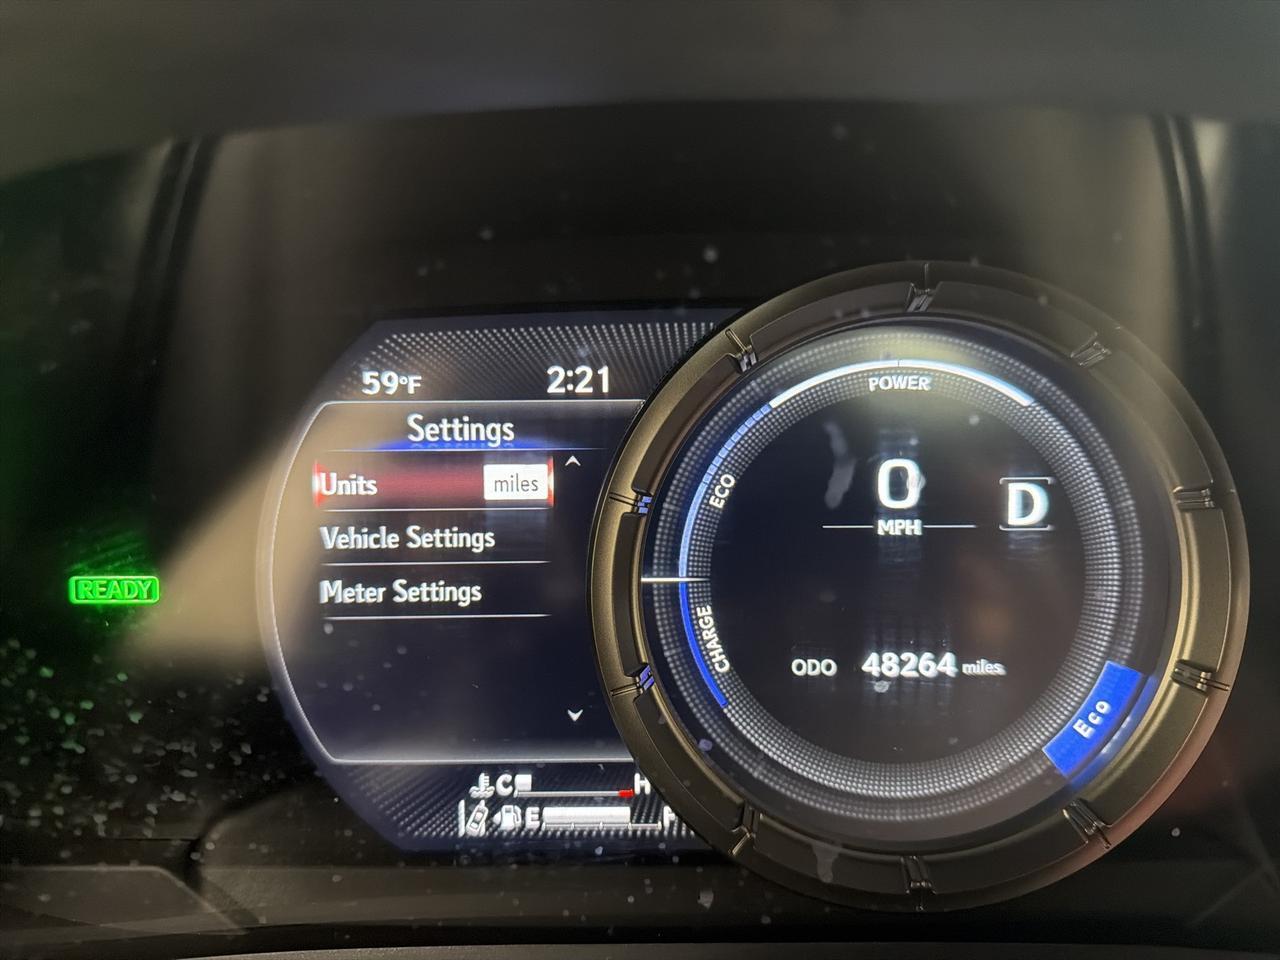 59°F 2:21
Settings
Units miles
Vehicle Settings
Meter Settings
READY
C H
E F
POWER
ECO
CHARGE
0
MPH
D
ODO 48264 miles
Eco